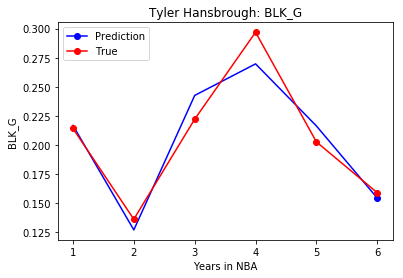 Tyler Hansbrough: BLK_G
Prediction
True
0.300
0.275
0.250
0.225
0.200
0.175
0.150
0.125
BLK_G
1 2 3 4 5 6
Years in NBA